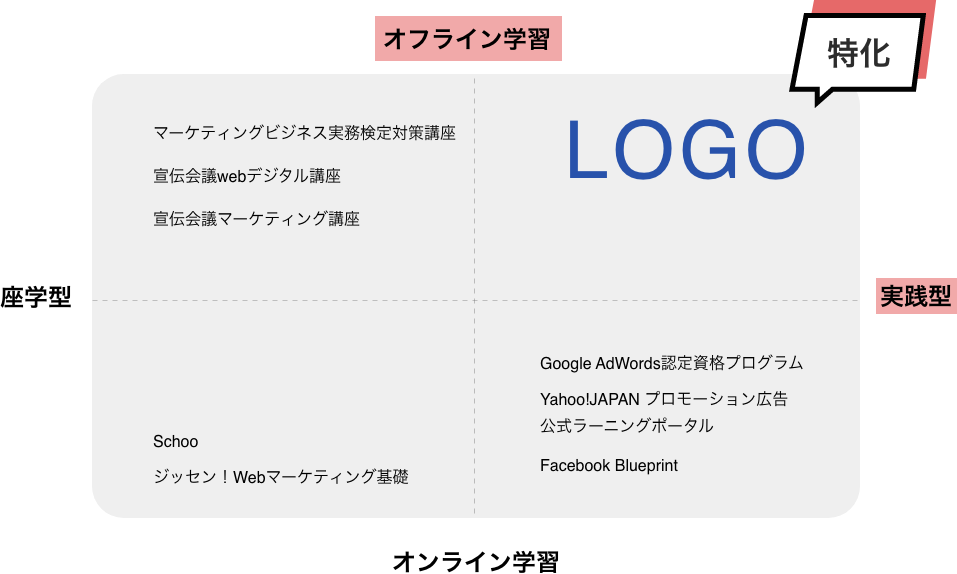 オフライン学習
特化
マーケティングビジネス実務検定対策講座
宣伝会議webデジタル講座
宣伝会議マーケティング講座
LOGO
座学型
実践型
Google AdWords認定資格プログラム
Yahoo!JAPAN プロモーション広告
公式ラーニングポータル
Facebook Blueprint
Schoo
ジッセン！Webマーケティング基礎
オンライン学習